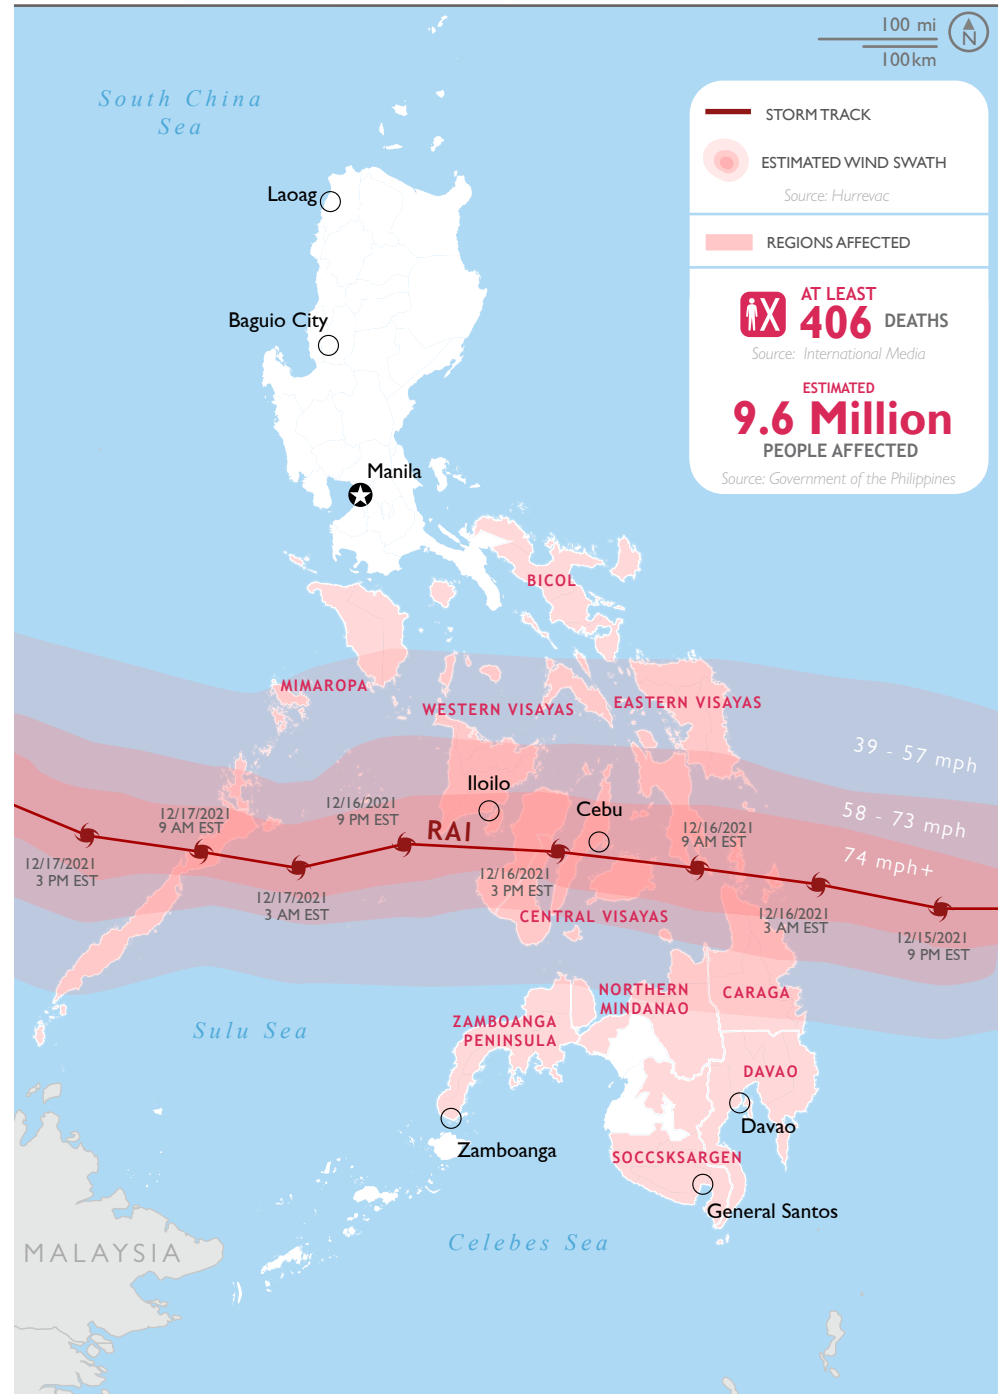 100 mi
N
100km
South China
Sea
STORM TRACK
ESTIMATED WIND SWATH
Source: Hurrevac
REGIONS AFFECTED
AT LEAST
406 DEATHS
Source: International Media
ESTIMATED
9.6 Million
PEOPLE AFFECTED
Source: Government of the Philippines
Laoag
Baguio City
Manila
BICOL
MIMAROPA
WESTERN VISAYAS
EASTERN VISAYAS
39 - 57 mph
58 - 73 mph
74 mph+
Iloilo
Cebu
RAI
12/17/2021
3 PM EST
12/17/2021
9 AM EST
12/17/2021
3 AM EST
12/16/2021
9 PM EST
12/16/2021
3 PM EST
12/16/2021
9 AM EST
12/16/2021
3 AM EST
12/15/2021
9 PM EST
CENTRAL VISAYAS
NORTHERN
MINDANAO
CARAGA
ZAMBOANGA
PENINSULA
Sulu Sea
DAVAO
Davao
Zamboanga
SOCCSKSARGEN
General Santos
Celebes Sea
MALAYSIA